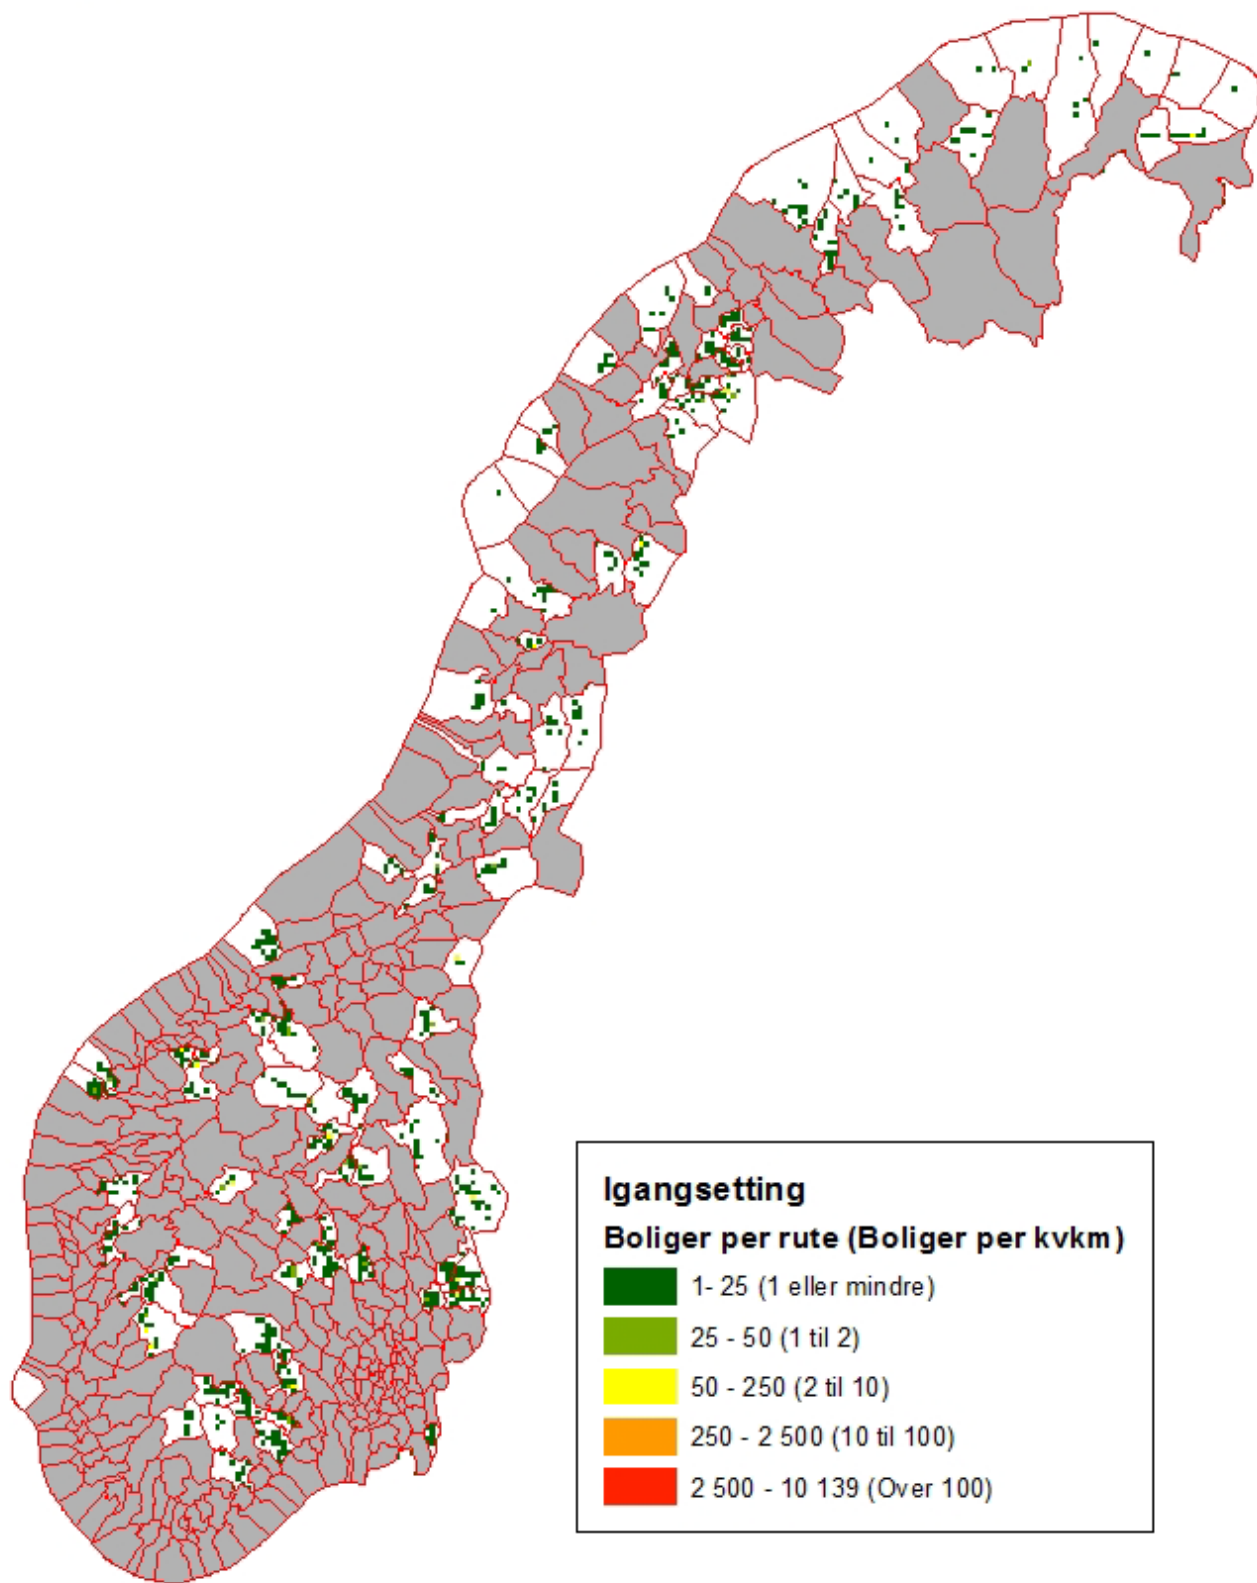 Igangsetting
Boliger per rute (Boliger per kvkm)
1- 25 (1 eller mindre)
25 - 50 (1 til 2)
50 - 250 (2 til 10)
250 - 2 500 (10 til 100)
2 500 - 10 139 (Over 100)